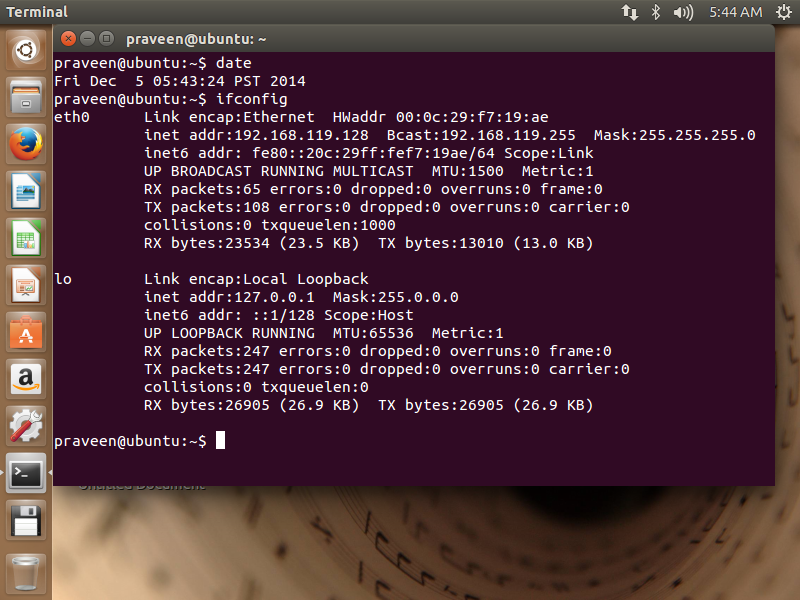 Terminal
5:44 AM
praveen@ubuntu: ~
praveen@ubuntu:~$ date
Fri Dec  5 05:43:24 PST 2014
praveen@ubuntu:~$ ifconfig
eth0      Link encap:Ethernet  HWaddr 00:0c:29:f7:19:ae
          inet addr:192.168.119.128  Bcast:192.168.119.255  Mask:255.255.255.0
          inet6 addr: fe80::20c:29ff:fef7:19ae/64 Scope:Link
          UP BROADCAST RUNNING MULTICAST  MTU:1500  Metric:1
          RX packets:65 errors:0 dropped:0 overruns:0 frame:0
          TX packets:108 errors:0 dropped:0 overruns:0 carrier:0
          collisions:0 txqueuelen:1000
          RX bytes:23534 (23.5 KB)  TX bytes:13010 (13.0 KB)
lo        Link encap:Local Loopback
          inet addr:127.0.0.1  Mask:255.0.0.0
          inet6 addr: ::1/128 Scope:Host
          UP LOOPBACK RUNNING  MTU:65536  Metric:1
          RX packets:247 errors:0 dropped:0 overruns:0 frame:0
          TX packets:247 errors:0 dropped:0 overruns:0 carrier:0
          collisions:0 txqueuelen:0
          RX bytes:26905 (26.9 KB)  TX bytes:26905 (26.9 KB)
praveen@ubuntu:~$
Untitled Document